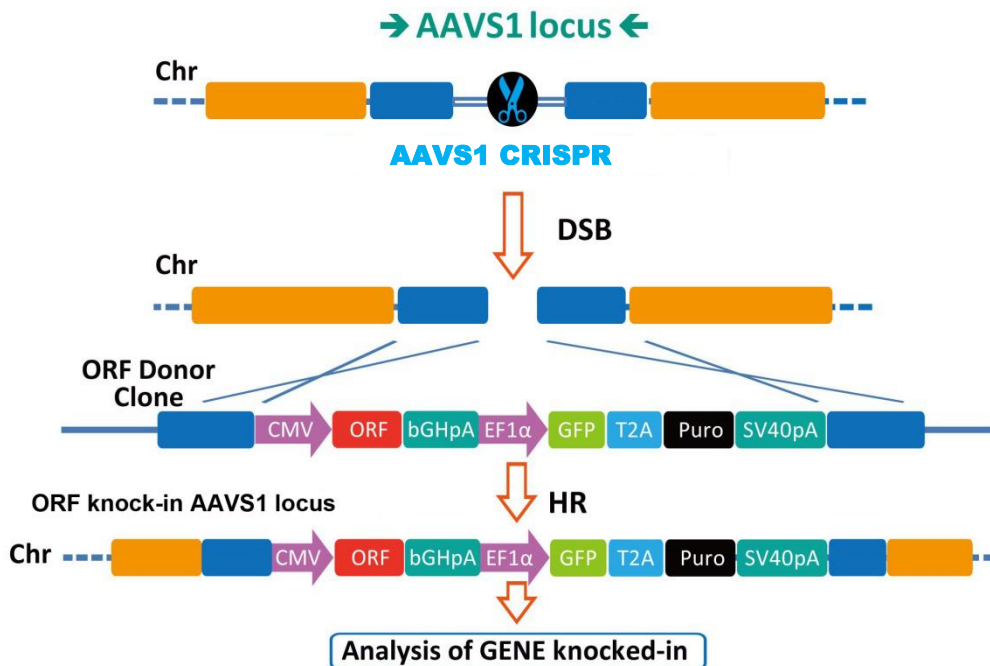 → AAVS1 locus ←
Chr
AAVS1 CRISPR
DSB
Chr
ORF Donor
Clone
CMV ORF bGHpA EF1α GFP T2A Puro SV40pA
HR
ORF knock-in AAVS1 locus
Chr CMV ORF bGHpA EF1α GFP T2A Puro SV40pA
Analysis of GENE knocked-in